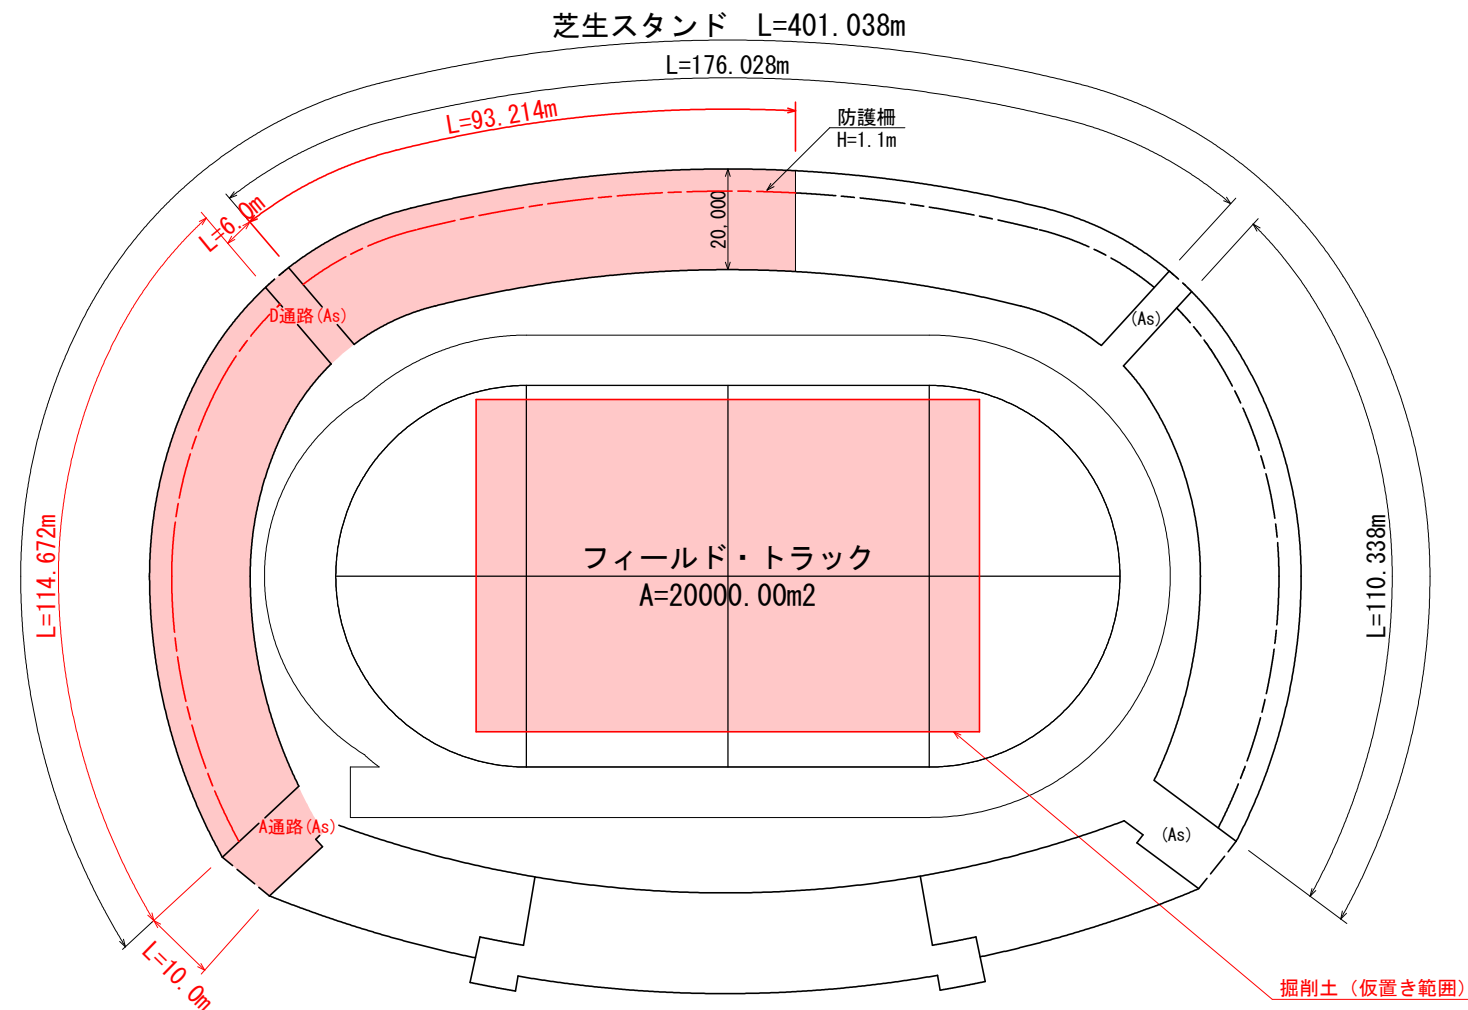 芝生スタンド L=401.038m
L=176.028m
L=93.214m
防護柵
H=1.1m
20,000
L=6.0m
D通路(As)
(As)
L=114.672m
フィールド・トラック
A=20000.00m2
L=110.338m
A通路(As)
(As)
L=10.0m
掘削土（仮置き範囲）